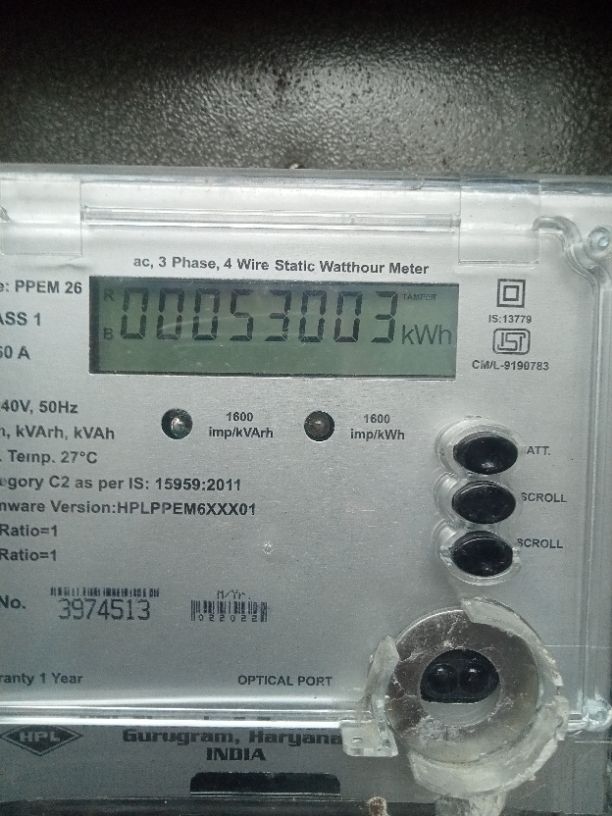 ac, 3 Phase, 4 Wire Static Watthour Meter
e: PPEM 26
R
B
00053003
TAMPER
kWh
ASS 1
60 A
IS:13779
ISI
CM/L-9190783
40V, 50Hz
h, kVArh, kVAh
. Temp. 27°C
1600
imp/kVArh
1600
imp/kWh
ATT.
egory C2 as per IS: 15959:2011
SCROLL
mware Version:HPLPPEM6XXX01
Ratio=1
SCROLL
Ratio=1
No.
3974513
M/Yr.
022022
ranty 1 Year
OPTICAL PORT
HPL
Gurugram, Haryana
INDIA